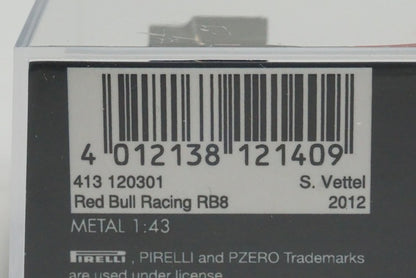 4 012138 121409
413 120301 S. Vettel
Red Bull Racing RB8 2012
METAL 1:43
PIRELLI , PIRELLI and PZERO Trademarks
are used under license